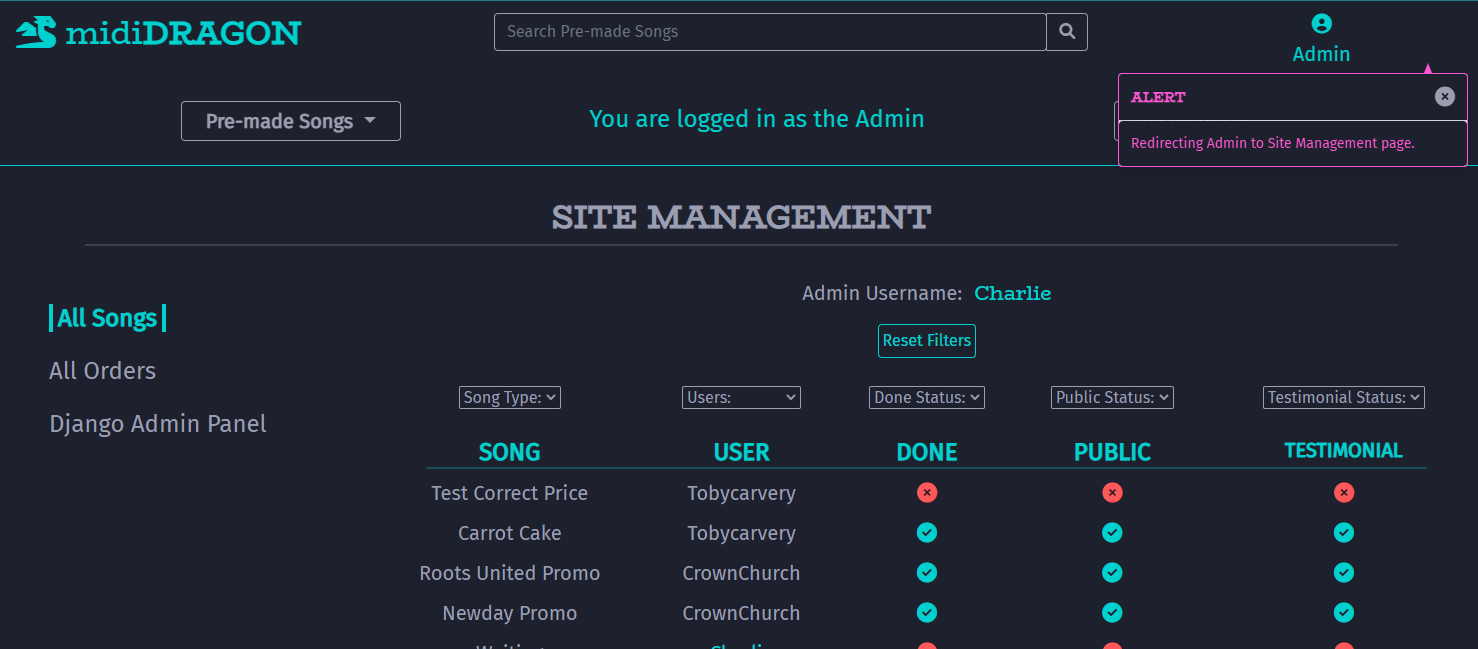 midiDRAGON
Search Pre-made Songs
Admin
ALERT
Redirecting Admin to Site Management page.
Pre-made Songs
You are logged in as the Admin
SITE MANAGEMENT
All Songs
All Orders
Django Admin Panel
Admin Username: Charlie
Reset Filters
Song Type: Users: Done Status: Public Status: Testimonial Status:
SONG USER DONE PUBLIC TESTIMONIAL
Test Correct Price Tobycarvery
Carrot Cake Tobycarvery
Roots United Promo CrownChurch
Newday Promo CrownChurch